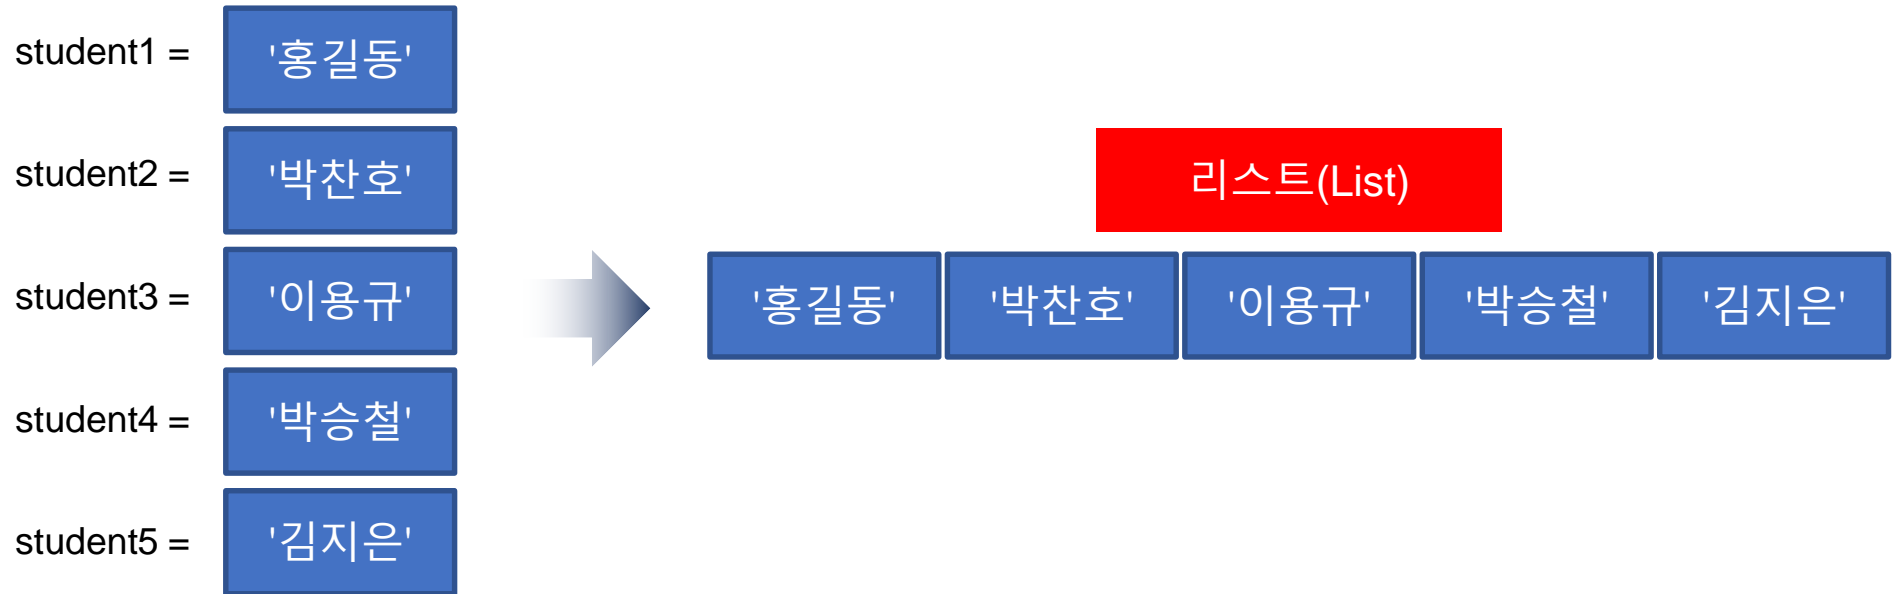 student1 = '홍길동'
student2 = '박찬호'
student3 = '이용규'
student4 = '박승철'
student5 = '김지은'
리스트(List)
'홍길동' '박찬호' '이용규' '박승철' '김지은'